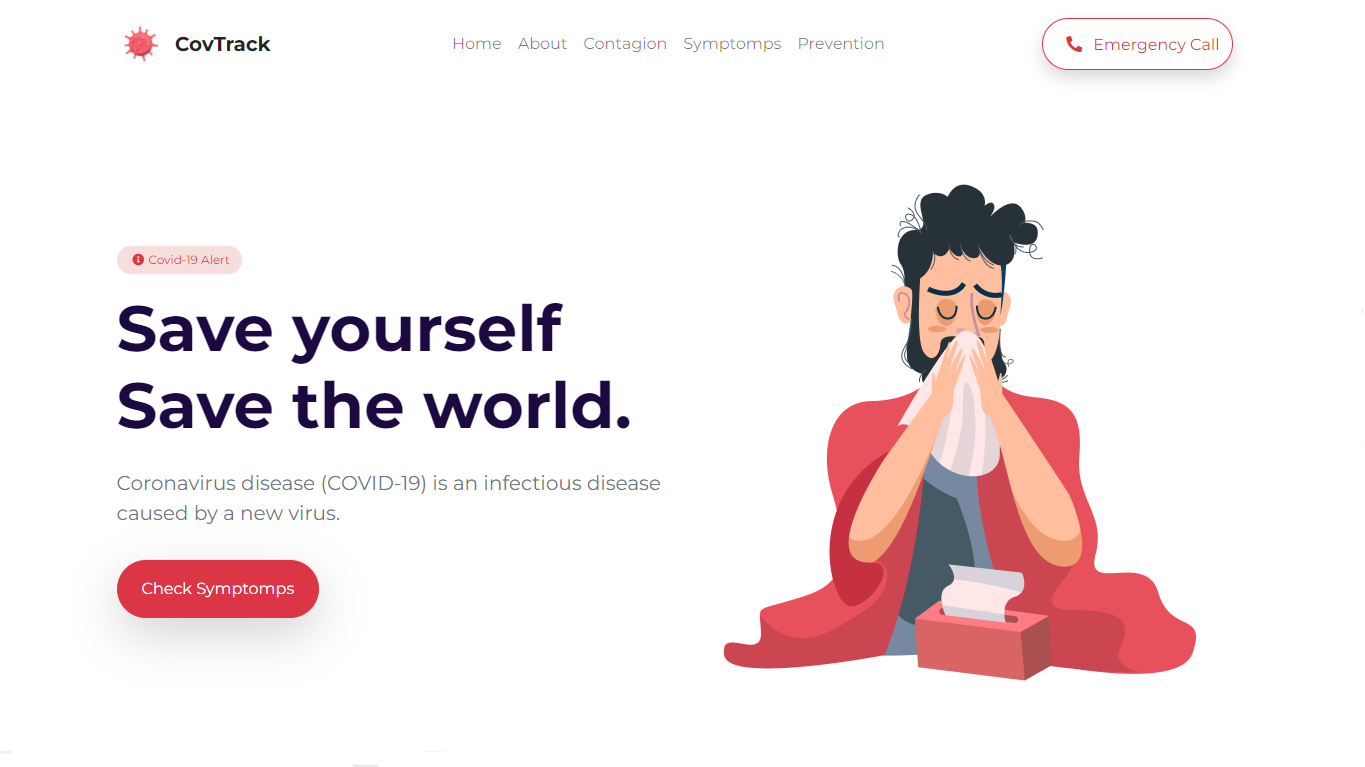 CovTrack
Home About Contagion Symptomps Prevention
Emergency Call
Covid-19 Alert
Save yourself
Save the world.
Coronavirus disease (COVID-19) is an infectious disease
caused by a new virus.
Check Symptomps